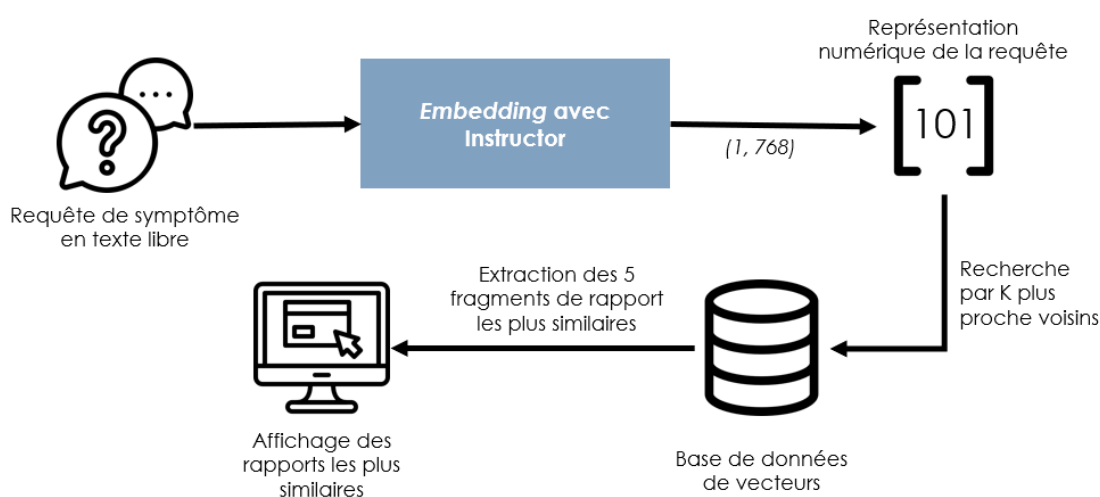 Requête de symptôme
en texte libre
Embedding avec
Instructor
(1, 768)
Représentation
numérique de la requête
101
Recherche
par K plus
proche voisins
Base de données
de vecteurs
Extraction des 5
fragments de rapport
les plus similaires
Affichage des
rapports les plus
similaires